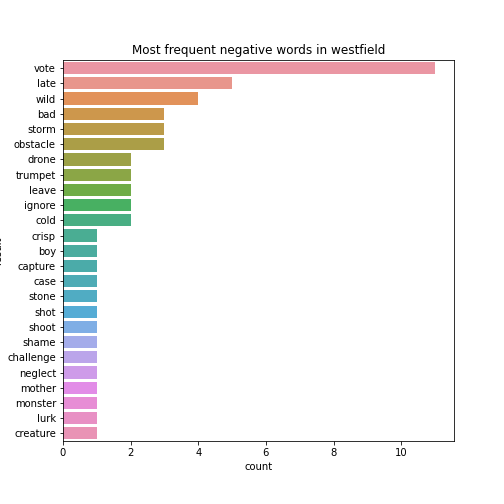 Most frequent negative words in westfield
vote
late
wild
bad
storm
obstacle
drone
trumpet
leave
ignore
cold
crisp
boy
capture
case
stone
shot
shoot
shame
challenge
neglect
mother
monster
lurk
creature
0 2 4 6 8 10
count